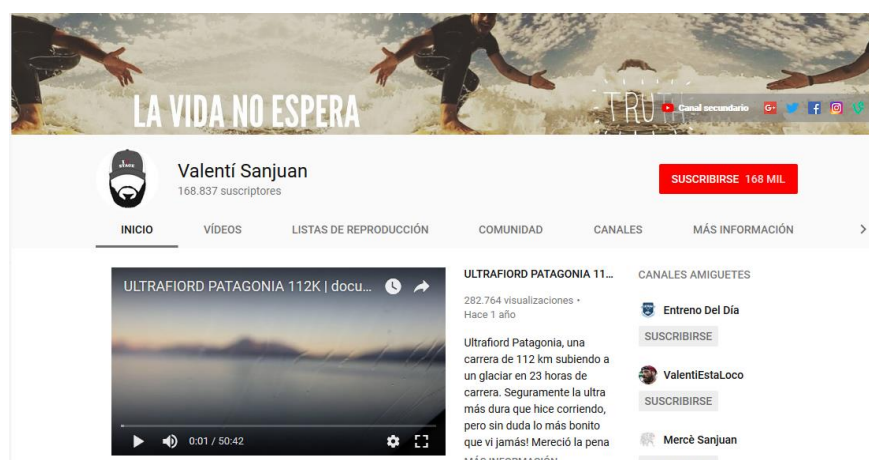 LA VIDA NO ESPERA
TRUTH
Canal secundario
Valentí Sanjuan
168.837 suscriptores
SUSCRIBIRSE 168 MIL
INICIO
VÍDEOS
LISTAS DE REPRODUCCIÓN
COMUNIDAD
CANALES
MÁS INFORMACIÓN
ULTRAFIORD PATAGONIA 112K | docu...
0:01 / 50:42
ULTRAFIORD PATAGONIA 11...
282.764 visualizaciones •
Hace 1 año
Ultrafiord Patagonia, una
carrera de 112 km subiendo a
un glaciar en 23 horas de
carrera. Seguramente la ultra
más dura que hice corriendo,
pero sin duda lo más bonito
que vi jamás! Mereció la pena
MÁS INFORMACIÓN
CANALES AMIGUETES
Entreno Del Día
SUSCRIBIRSE
ValentiEstaLoco
SUSCRIBIRSE
Mercè Sanjuan